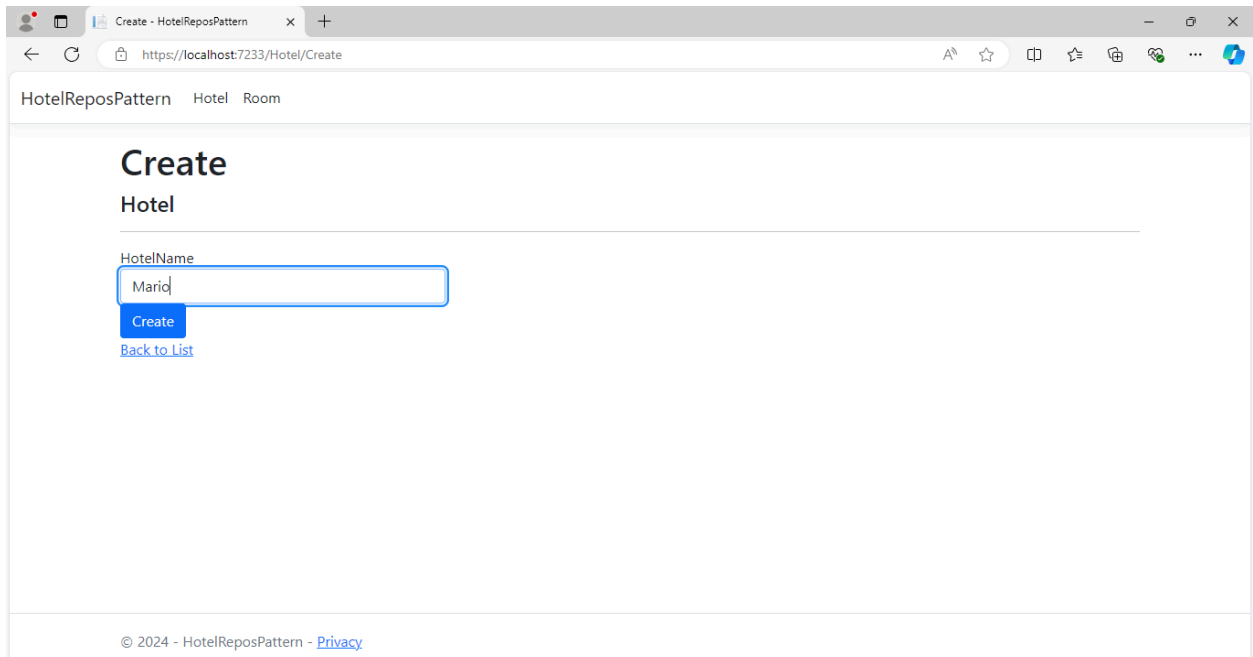 Create - HotelReposPattern
https://localhost:7233/Hotel/Create
HotelReposPattern Hotel Room
Create
Hotel
HotelName
Mario
Create
Back to List
© 2024 - HotelReposPattern - Privacy